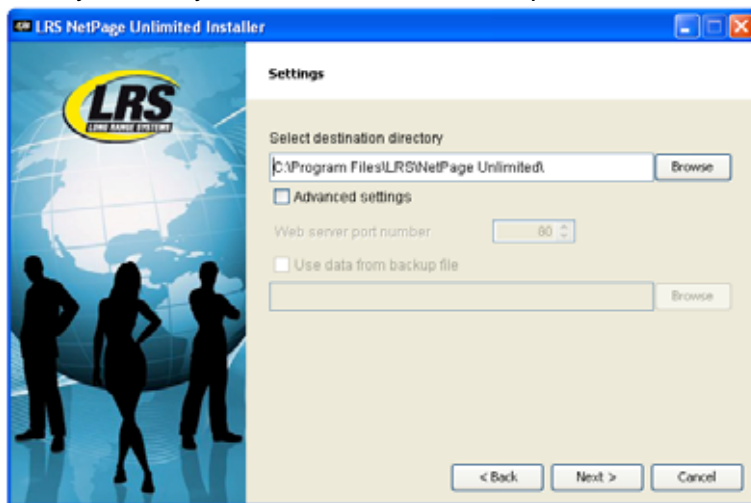 LRS NetPage Unlimited Installer
LRS
LONG RANGE SYSTEMS
Settings
Select destination directory
C:\Program Files\LRS\NetPage Unlimited\
Browse
Advanced settings
Web server port number 80
Use data from backup file
Browse
< Back Next > Cancel